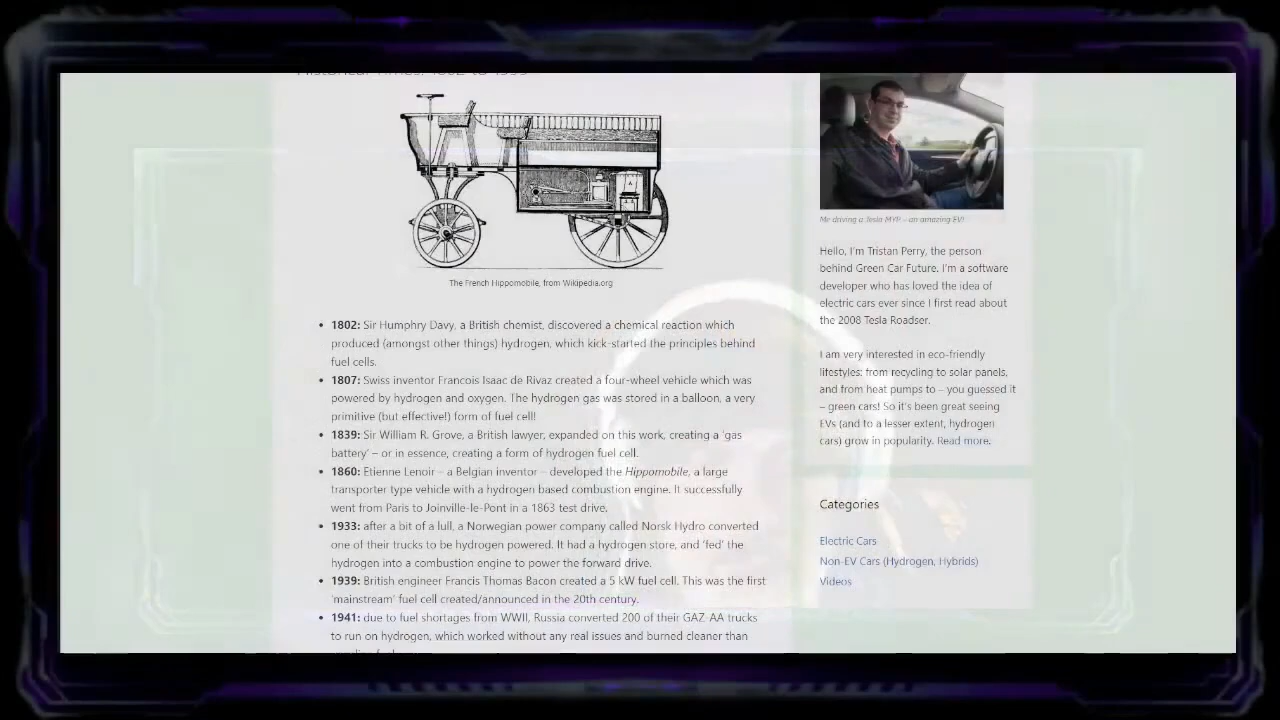 Historical Times: 1802 to 1999
The French Hippomobile, from Wikipedia.org
• 1802: Sir Humphry Davy, a British chemist, discovered a chemical reaction which
produced (amongst other things) hydrogen, which kick-started the principles behind
fuel cells.
• 1807: Swiss inventor Francois Isaac de Rivaz created a four-wheel vehicle which was
powered by hydrogen and oxygen. The hydrogen gas was stored in a balloon, a very
primitive (but effective!) form of fuel cell!
• 1839: Sir William R. Grove, a British lawyer, expanded on this work, creating a 'gas
battery' – or in essence, creating a form of hydrogen fuel cell.
• 1860: Etienne Lenoir – a Belgian inventor – developed the Hippomobile, a large
transporter type vehicle with a hydrogen based combustion engine. It successfully
went from Paris to Joinville-le-Pont in a 1863 test drive.
• 1933: after a bit of a lull, a Norwegian power company called Norsk Hydro converted
one of their trucks to be hydrogen powered. It had a hydrogen store, and 'fed' the
hydrogen into a combustion engine to power the forward drive.
• 1939: British engineer Francis Thomas Bacon created a 5 kW fuel cell. This was the first
'mainstream' fuel cell created/announced in the 20th century.
• 1941: due to fuel shortages from WWII, Russia converted 200 of their GAZ-AA trucks
to run on hydrogen, which worked without any real issues and burned cleaner than
Me driving a Tesla MYP – an amazing EV!
Hello, I'm Tristan Perry, the person
behind Green Car Future. I'm a software
developer who has loved the idea of
electric cars ever since I first read about
the 2008 Tesla Roadser.
I am very interested in eco-friendly
lifestyles: from recycling to solar panels,
and from heat pumps to – you guessed it
– green cars! So it's been great seeing
EVs (and to a lesser extent, hydrogen
cars) grow in popularity. Read more.
Categories
Electric Cars
Non-EV Cars (Hydrogen, Hybrids)
Videos